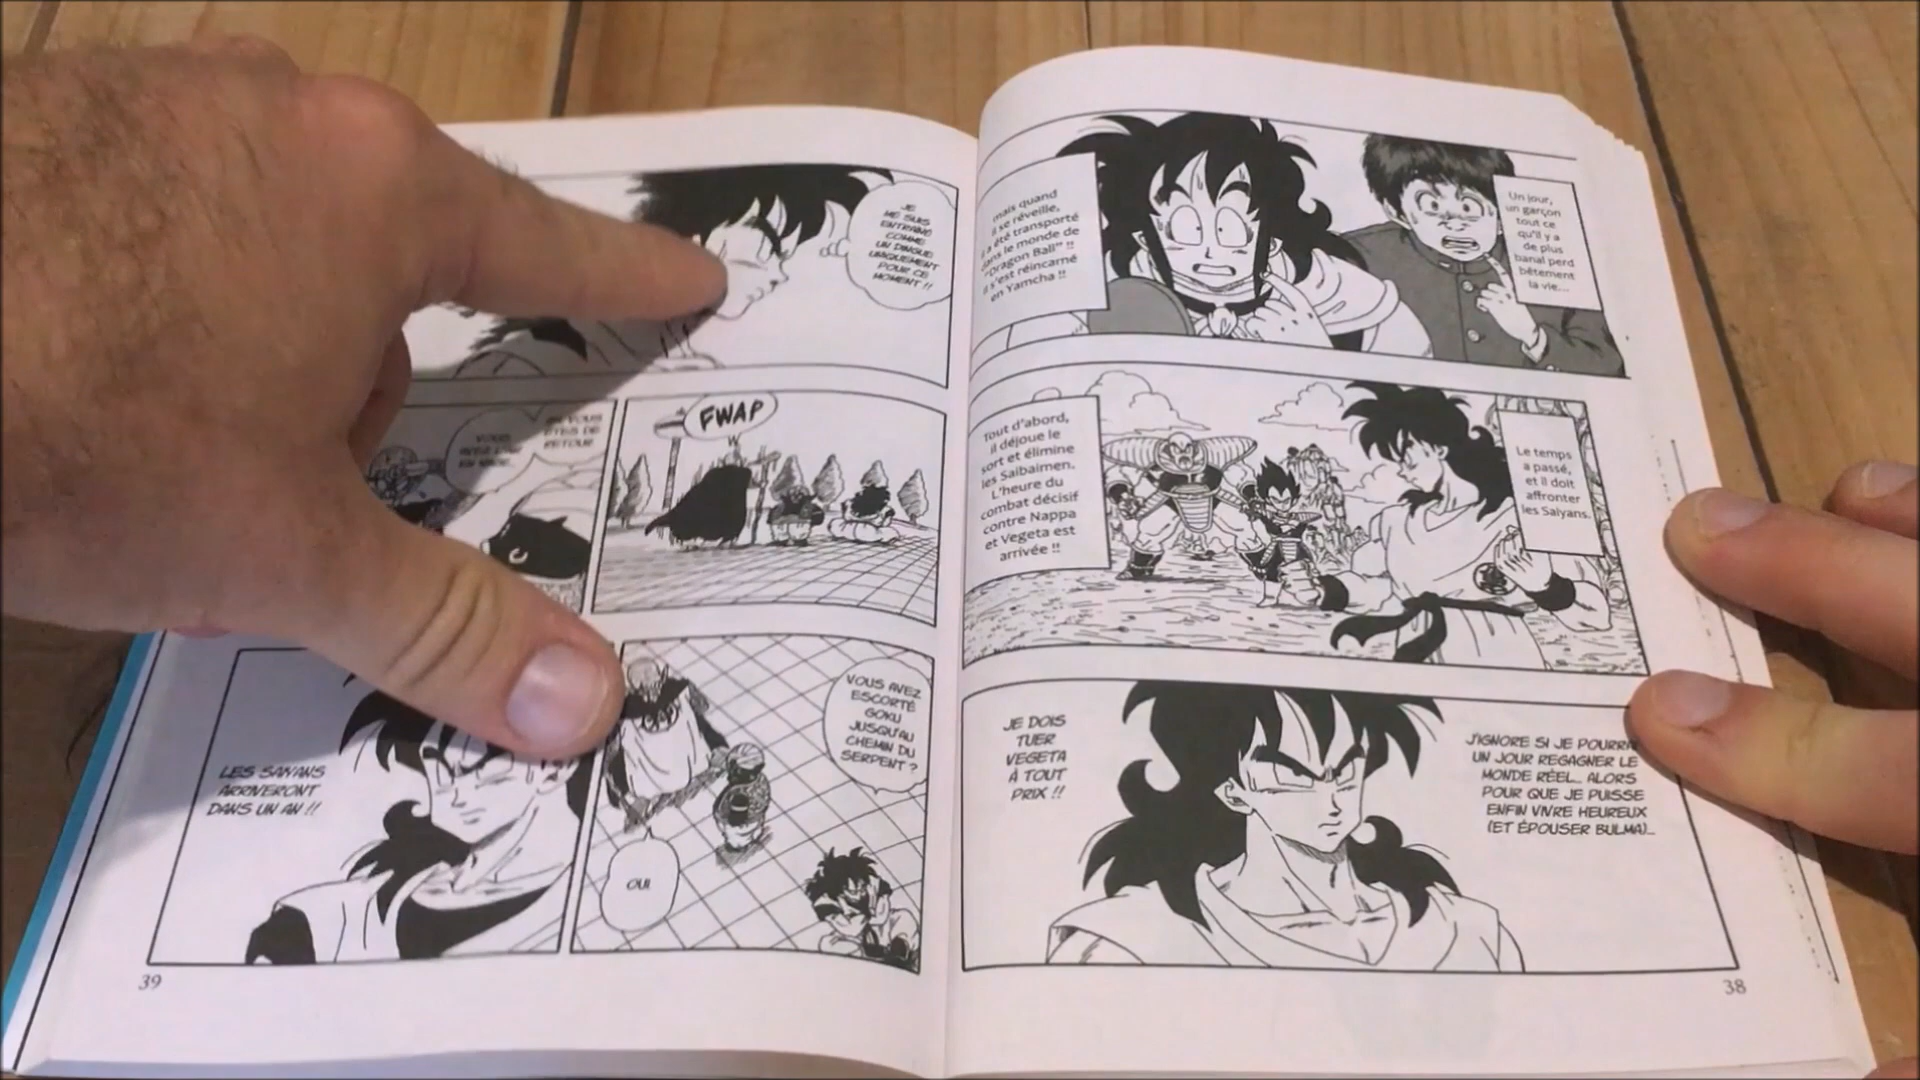 Un jour,
un garçon
tout ce
qu'il y a
de plus
banal perd
bêtement
la vie...
mais quand
il se réveille,
il a été transporté
dans le monde de
"Dragon Ball" !!
Il s'est réincarné
en Yamcha !!
Le temps
a passé,
et il doit
affronter
les Saiyans.
Tout d'abord,
il déjoue le
sort et élimine
les Saibaimen.
L'heure du
combat décisif
contre Nappa
et Vegeta est
arrivée !!
J'IGNORE SI JE POURRA
UN JOUR REGAGNER LE
MONDE RÉEL... ALORS
POUR QUE JE PUISSE
ENFIN VIVRE HEUREUX
(ET ÉPOUSER BULMA)...
JE DOIS
TUER
VEGETA
À TOUT
PRIX !!
38
JE
ME SUIS
ENTRAÎNÉ
COMME
UN DINGUE
UNIQUEMENT
POUR CE
MOMENT !!
FWAP
VOUS
ÊTES DE
RETOUR
VOUS
VOUS AVEZ
ESCORTÉ
GOKU
JUSQU'AU
CHEMIN DU
SERPENT ?
OUI.
LES SAIYANS
ARRIVERONT
DANS UN AN !!
39